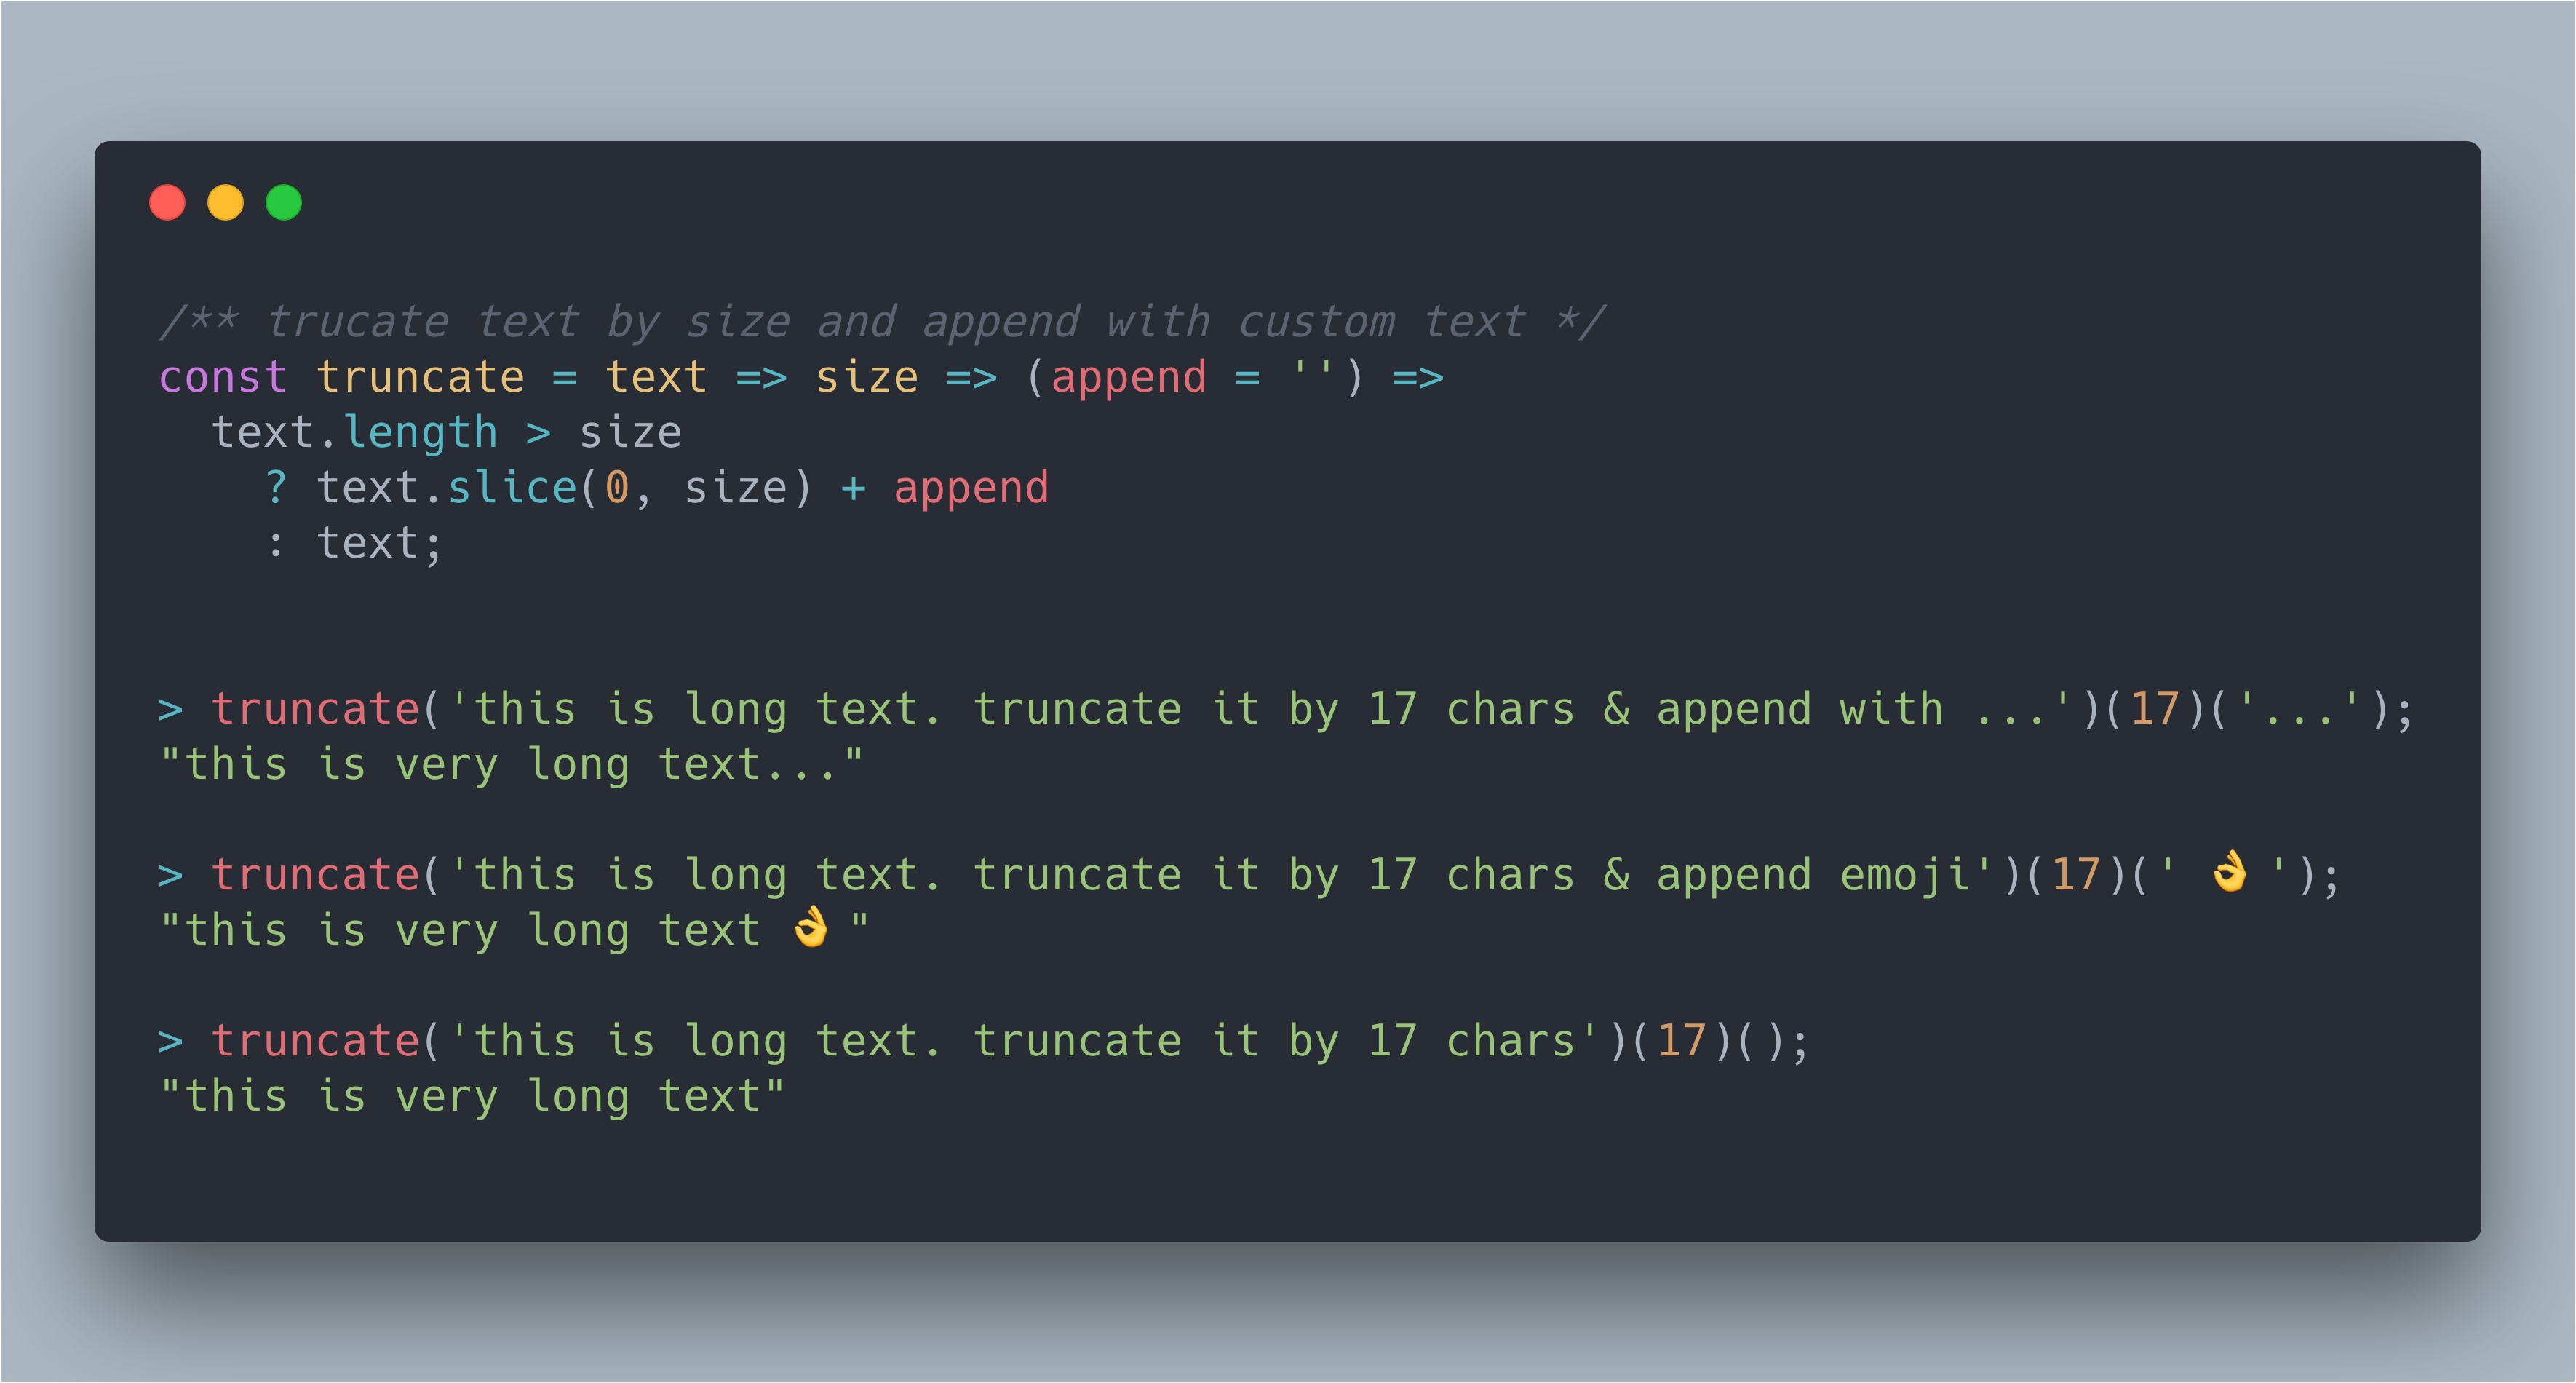 /** trucate text by size and append with custom text */
const truncate = text => size => (append = '') =>
  text.length > size
    ? text.slice(0, size) + append
    : text;
> truncate('this is long text. truncate it by 17 chars & append with ...')(17)('...');
"this is very long text..."
> truncate('this is long text. truncate it by 17 chars & append emoji')(17)(' 👌 ');
"this is very long text 👌 "
> truncate('this is long text. truncate it by 17 chars')(17)();
"this is very long text"